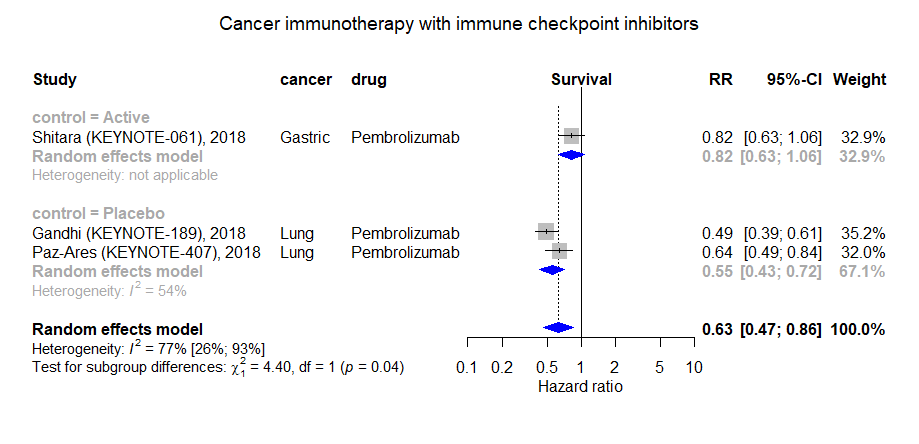 Cancer immunotherapy with immune checkpoint inhibitors
Study cancer drug Survival RR 95%-CI Weight
control = Active
Shitara (KEYNOTE-061), 2018 Gastric Pembrolizumab 0.82 [0.63; 1.06] 32.9%
Random effects model 0.82 [0.63; 1.06] 32.9%
Heterogeneity: not applicable
control = Placebo
Gandhi (KEYNOTE-189), 2018 Lung Pembrolizumab 0.49 [0.39; 0.61] 35.2%
Paz-Ares (KEYNOTE-407), 2018 Lung Pembrolizumab 0.64 [0.49; 0.84] 32.0%
Random effects model 0.55 [0.43; 0.72] 67.1%
Heterogeneity: I² = 54%
Random effects model 0.63 [0.47; 0.86] 100.0%
Heterogeneity: I² = 77% [26%; 93%]
Test for subgroup differences: χ²₁ = 4.40, df = 1 (p = 0.04)
0.1 0.2 0.5 1 2 5 10
Hazard ratio